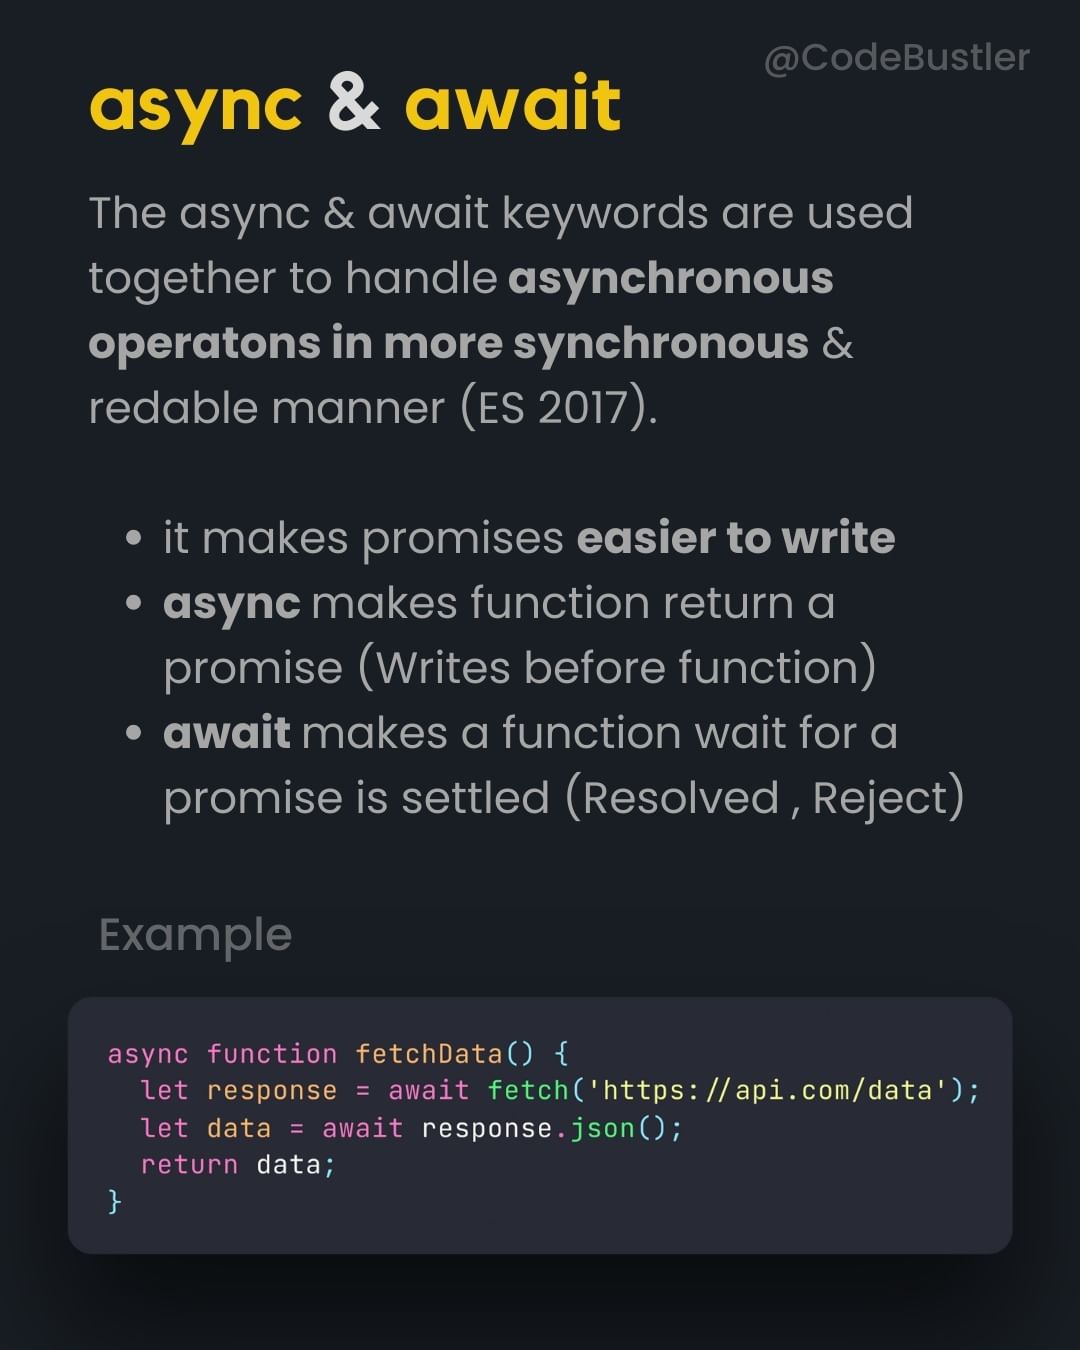 @CodeBustler
async & await
The async & await keywords are used
together to handle asynchronous
operatons in more synchronous &
redable manner (ES 2017).
• it makes promises easier to write
• async makes function return a
promise (Writes before function)
• await makes a function wait for a
promise is settled (Resolved , Reject)
Example
async function fetchData() {
  let response = await fetch('https://api.com/data');
  let data = await response.json();
  return data;
}